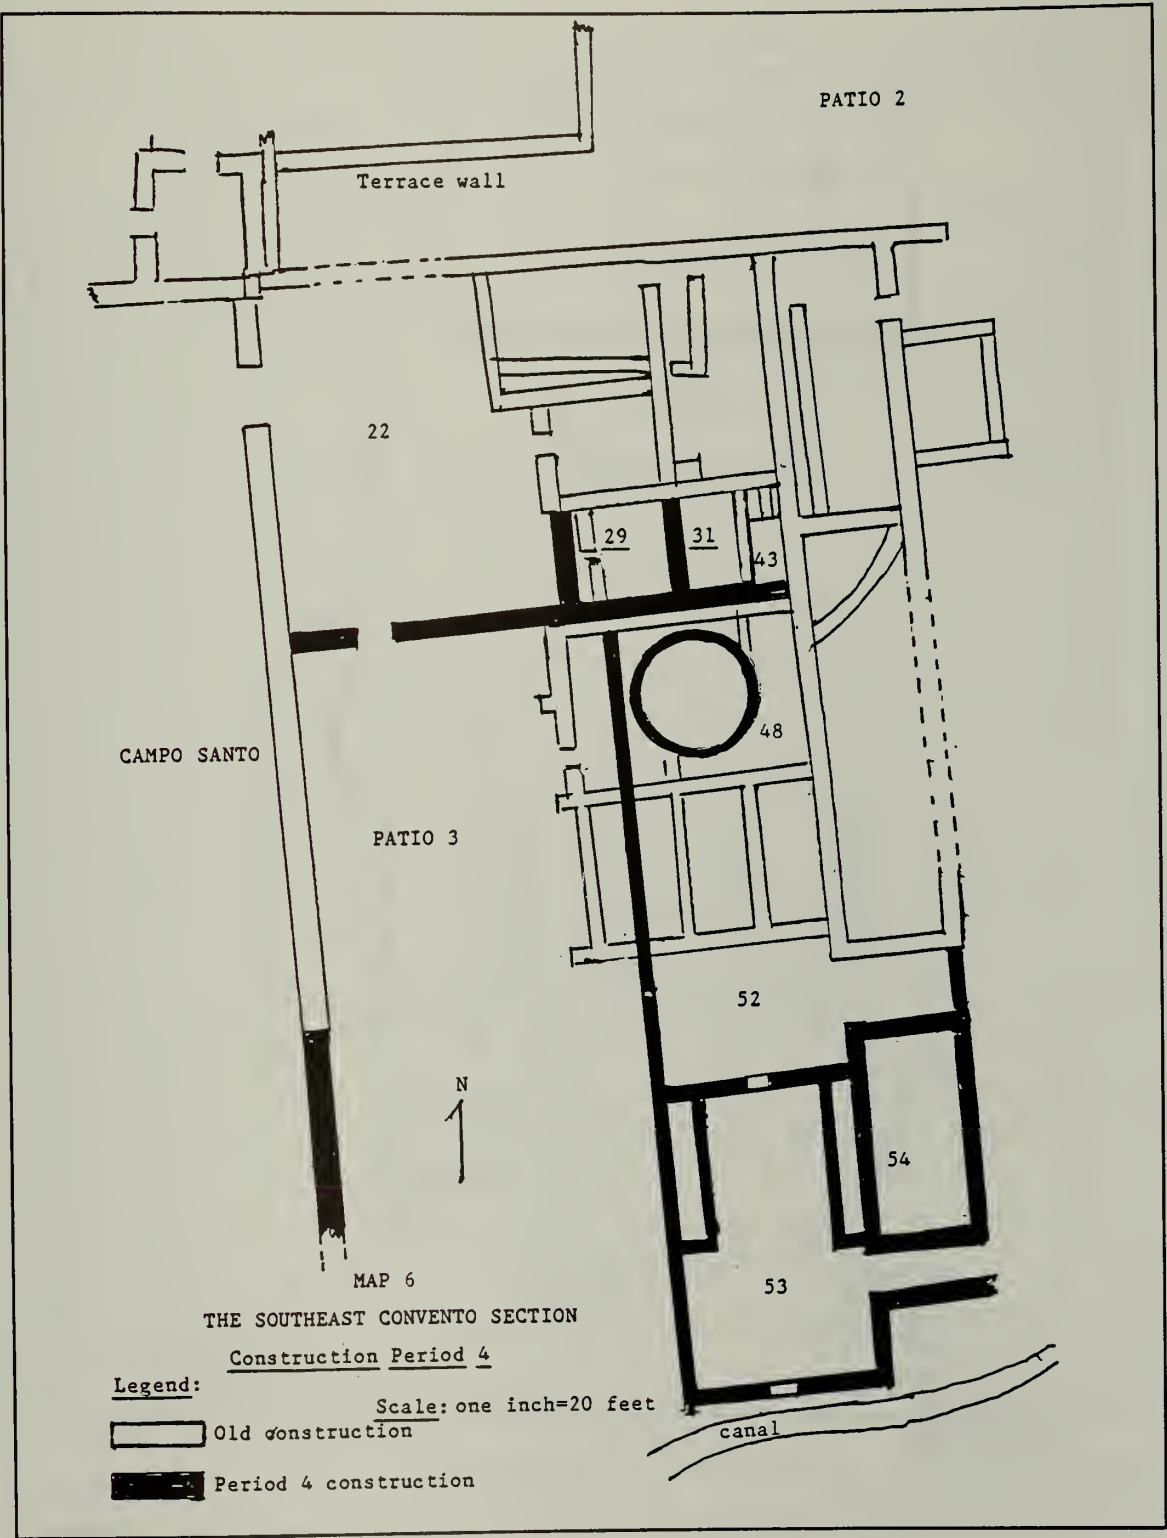 PATIO 2
Terrace wall
22
29
31
43
48
CAMPO SANTO
PATIO 3
52
N
54
53
MAP 6
THE SOUTHEAST CONVENTO SECTION
Construction Period 4
Legend:
Scale: one inch=20 feet
Old construction
canal
Period 4 construction